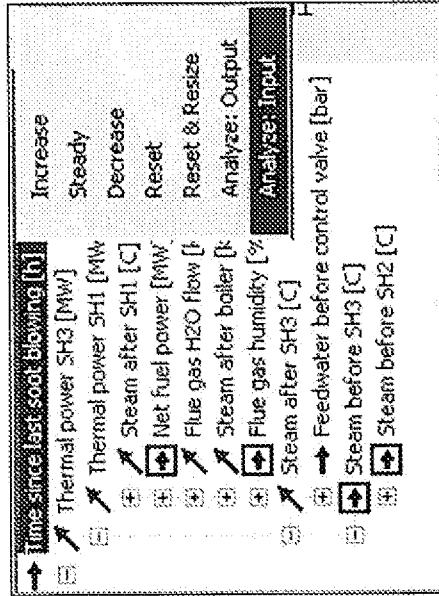 Time since last soot blowing [h]
Thermal power SH3 [MW]
Thermal power SH1 [MW
Steam after SH1 [C]
Net fuel power [MW]
Flue gas H2O flow [k
Steam after boiler [k
Flue gas humidity [%
Steam after SH3 [C]
Feedwater before control valve [bar]
Steam before SH3 [C]
Steam before SH2 [C]
Increase
Steady
Decrease
Reset
Reset & Resize
Analyze: Output
Analyze: Input